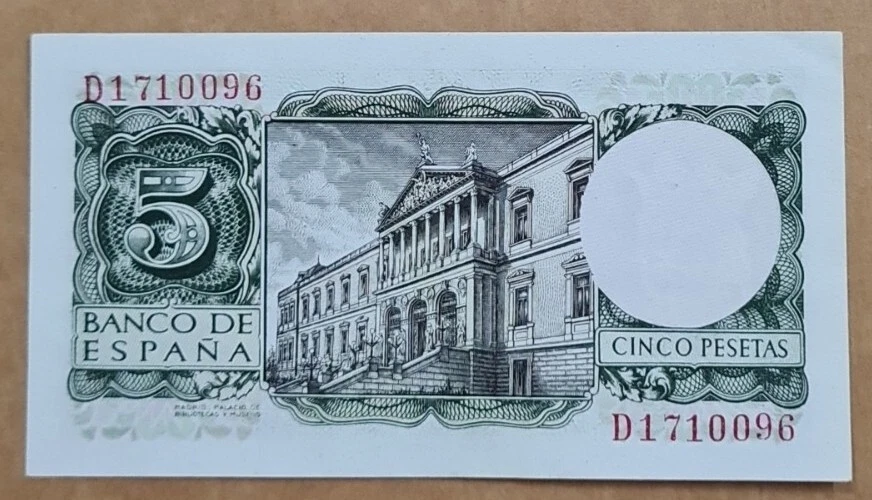 D1710096
5
BANCO DE
ESPAÑA
MADRID. PALACIO DE
BIBLIOTECAS Y MUSEOS
CINCO PESETAS
D1710096